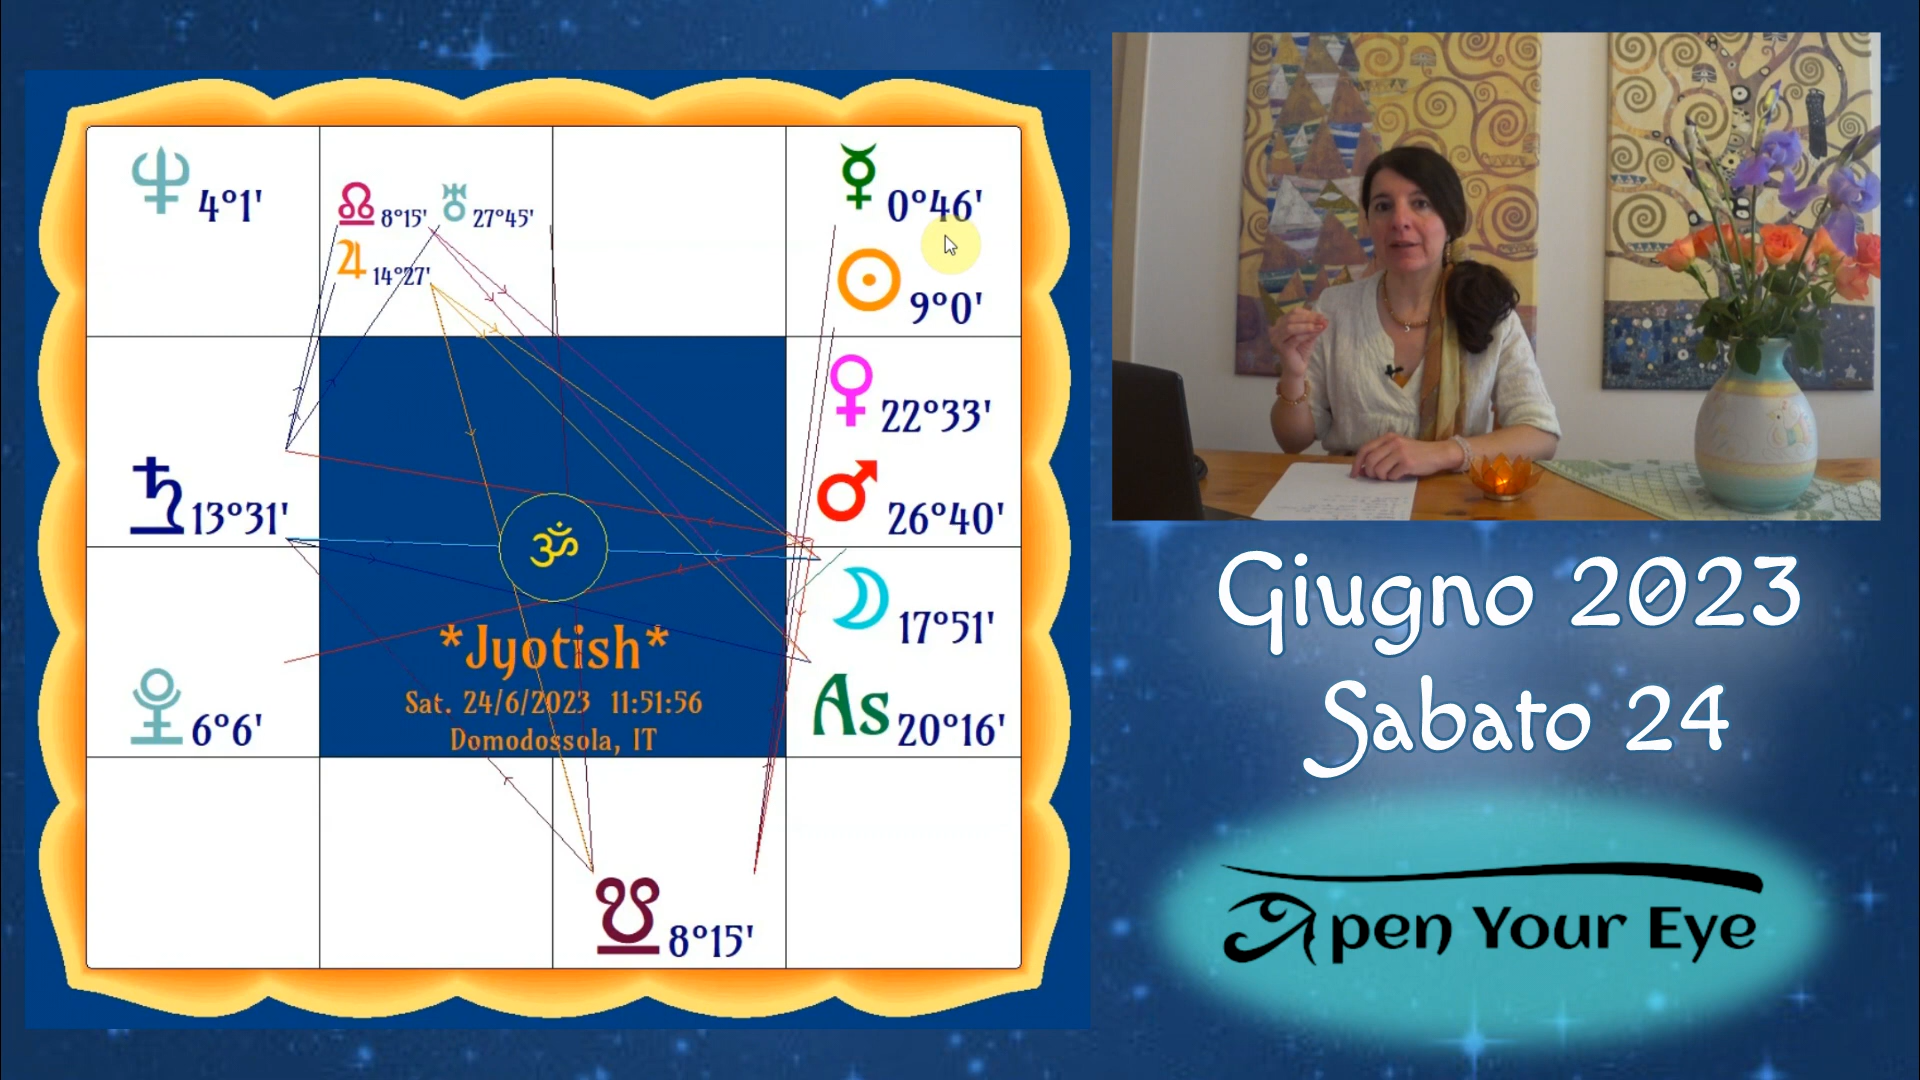 4°1'
8°15' 27°45'
14°27'
0°46'
9°0'
22°33'
13°31'
26°40'
ॐ
17°51'
*Jyotish*
Sat. 24/6/2023 11:51:56
Domodossola, IT
6°6'
As 20°16'
8°15'
Giugno 2023
Sabato 24
Open Your Eye